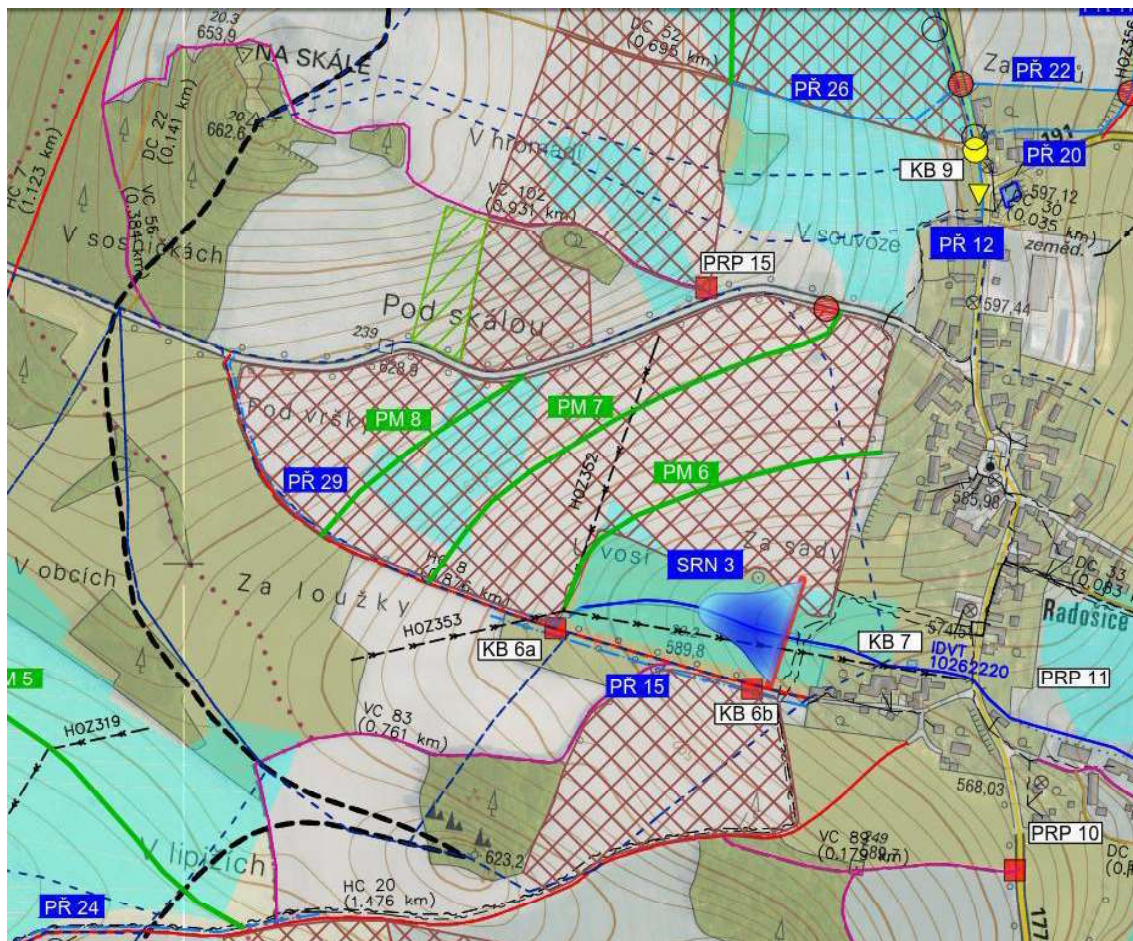 20.3
653,9
NA SKÁLE
DC 52
(0.695 km)
HOZ356
PŘ 22
PŘ 26
191
PŘ 20
KB 9
597,12
DC 30
(0.035 km)
zeměd.
PŘ 12
V souvoze
V hromadí
VC 102
(0.931 km)
662,6
DC 22
(0.141 km)
VC 56
(0.384 km)
HC 7
(1.123 km)
V sosničkách
PRP 15
597,44
Pod skálou
239
628,9
PM 8
PM 7
HOZ352
PM 6
PŘ 29
585,98
SRN 3
Za sady
HC 8
(0.876 km)
V obcích
Za loužky
HOZ353
KB 6a
589,8
KB 7
574,51
DC 33
(0.083
Radošice
IDVT
10262220
PRP 11
PŘ 15
KB 6b
VC 83
(0.761 km)
HOZ319
M 5
568,03
PRP 10
VC 89
(0.179 km)
249
623,2
V lipizích
HC 20
(1.476 km)
PŘ 24
177